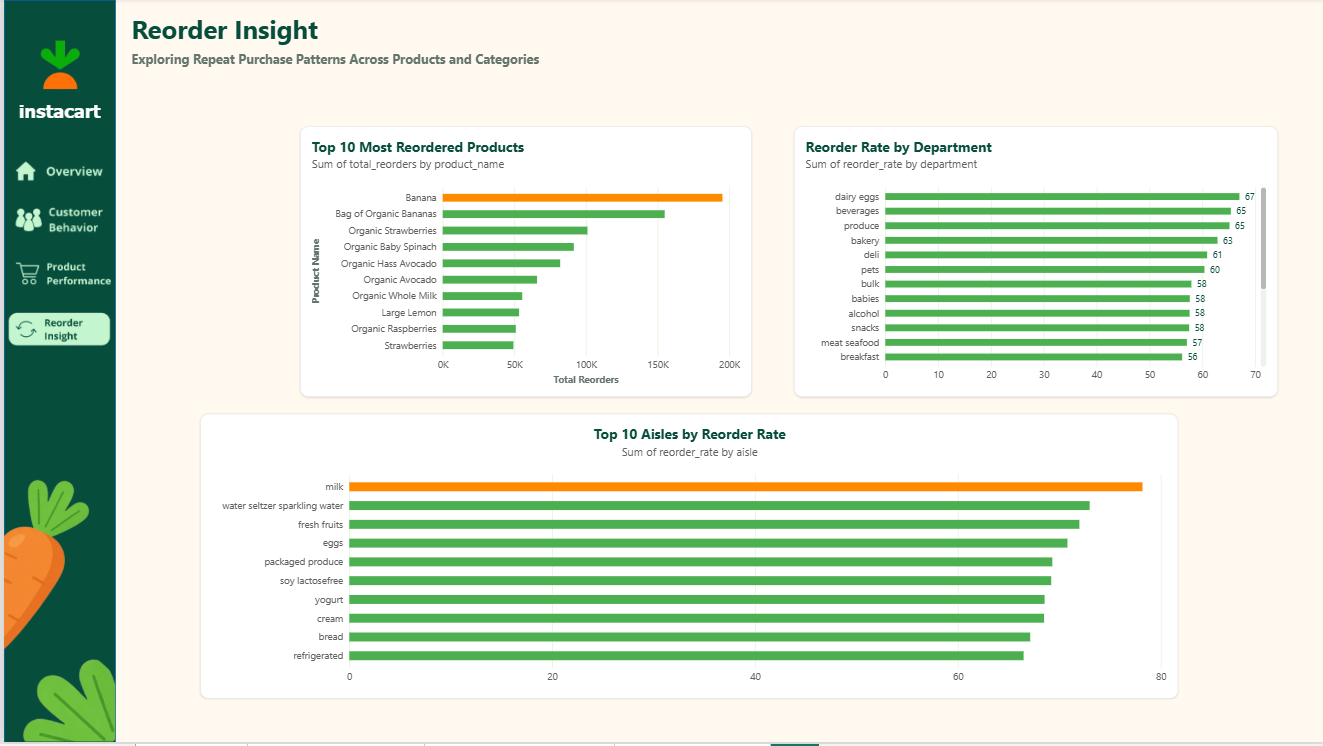 Reorder Insight
Exploring Repeat Purchase Patterns Across Products and Categories
instacart
Overview
Customer
Behavior
Product
Performance
Reorder
Insight
Top 10 Most Reordered Products
Sum of total_reorders by product_name
Product Name
Banana
Bag of Organic Bananas
Organic Strawberries
Organic Baby Spinach
Organic Hass Avocado
Organic Avocado
Organic Whole Milk
Large Lemon
Organic Raspberries
Strawberries
0K 50K 100K 150K 200K
Total Reorders
Reorder Rate by Department
Sum of reorder_rate by department
dairy eggs 67
beverages 65
produce 65
bakery 63
deli 61
pets 60
bulk 58
babies 58
alcohol 58
snacks 58
meat seafood 57
breakfast 56
0 10 20 30 40 50 60 70
Top 10 Aisles by Reorder Rate
Sum of reorder_rate by aisle
milk
water seltzer sparkling water
fresh fruits
eggs
packaged produce
soy lactosefree
yogurt
cream
bread
refrigerated
0 20 40 60 80